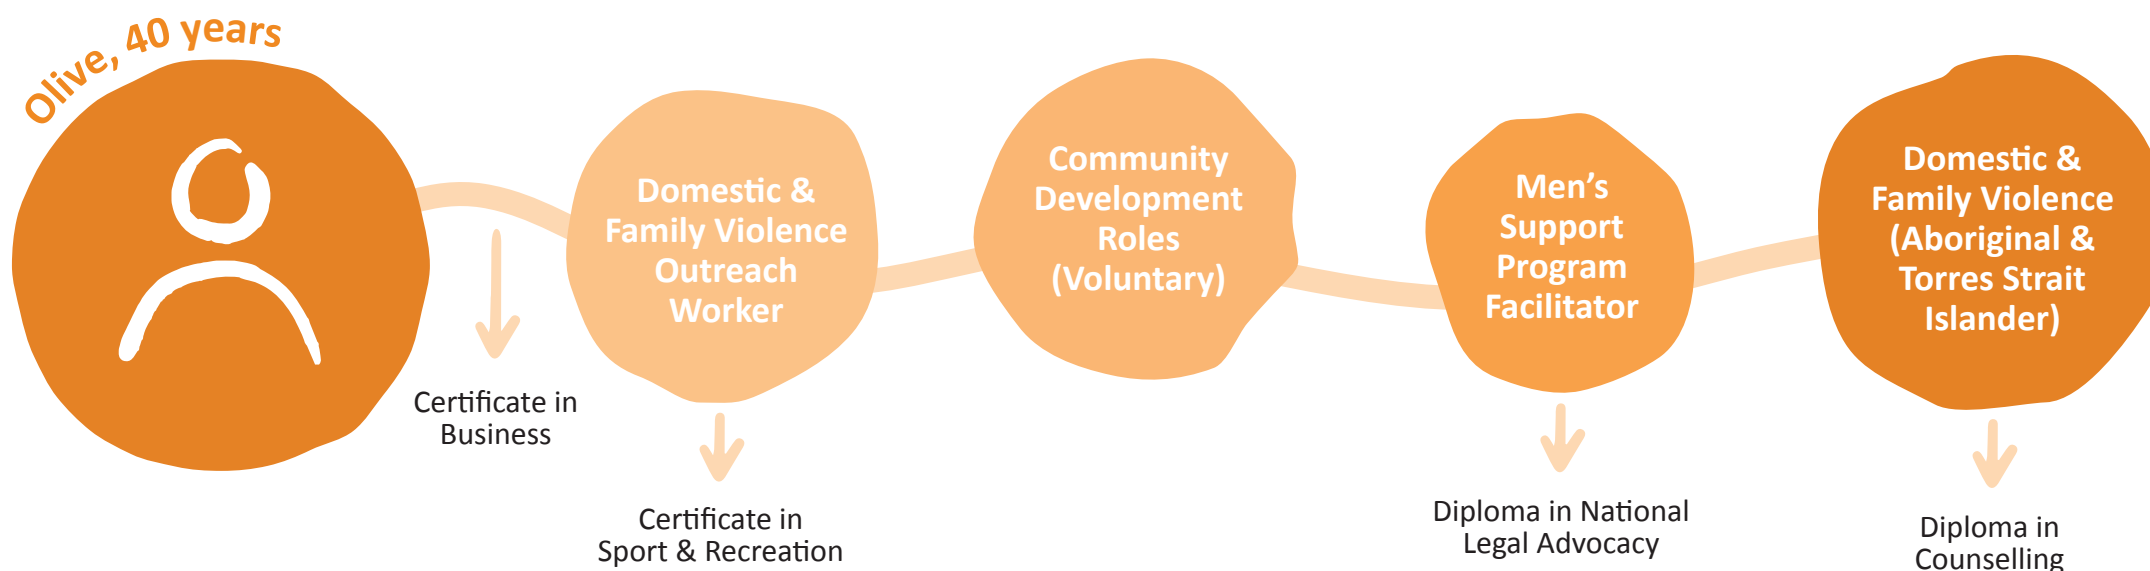 Olive, 40 years
Certificate in
Business
Domestic &
Family Violence
Outreach
Worker
Certificate in
Sport & Recreation
Community
Development
Roles
(Voluntary)
Men's
Support
Program
Facilitator
Diploma in National
Legal Advocacy
Domestic &
Family Violence
(Aboriginal &
Torres Strait
Islander)
Diploma in
Counselling